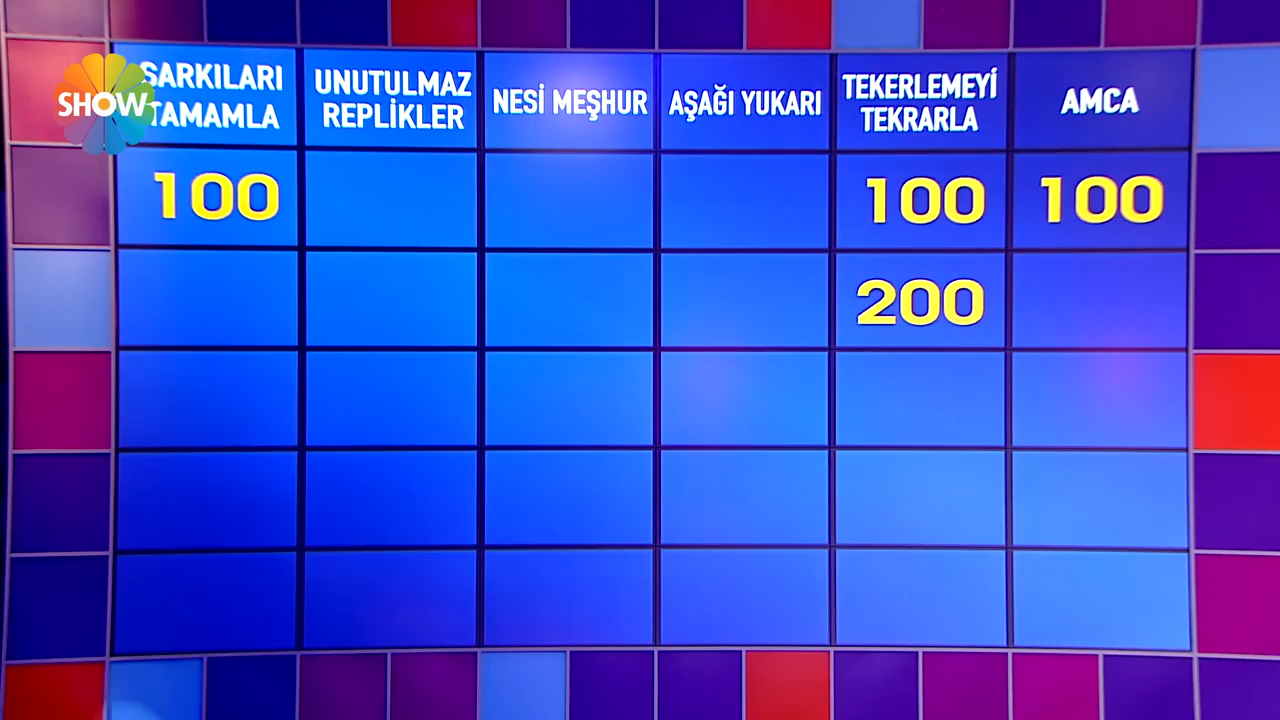 SHOW
ŞARKILARI
TAMAMLA
UNUTULMAZ
REPLİKLER
NESİ MEŞHUR
AŞAĞI YUKARI
TEKERLEMEYİ
TEKRARLA
AMCA
100
100
100
200